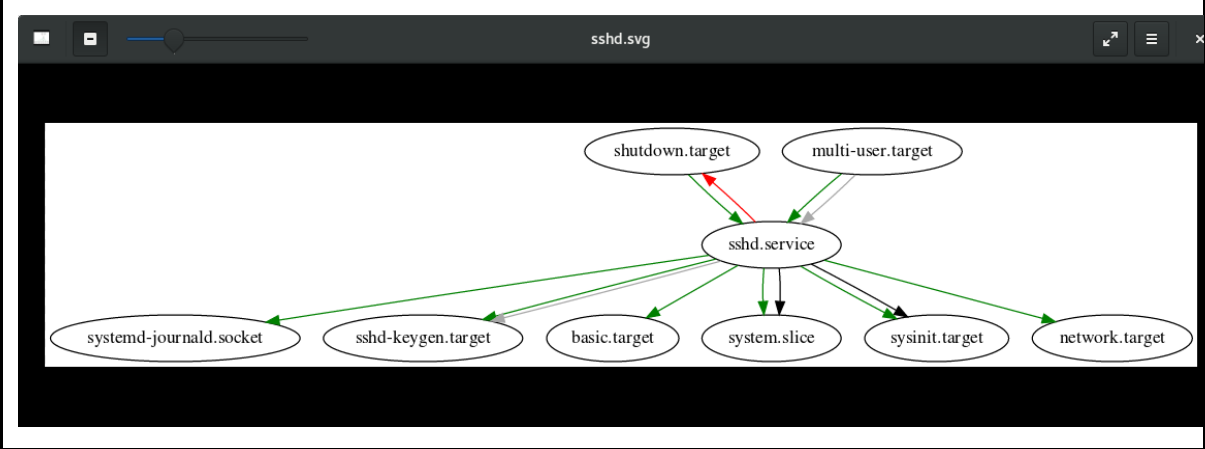 sshd.svg
shutdown.target
multi-user.target
sshd.service
systemd-journald.socket
sshd-keygen.target
basic.target
system.slice
sysinit.target
network.target